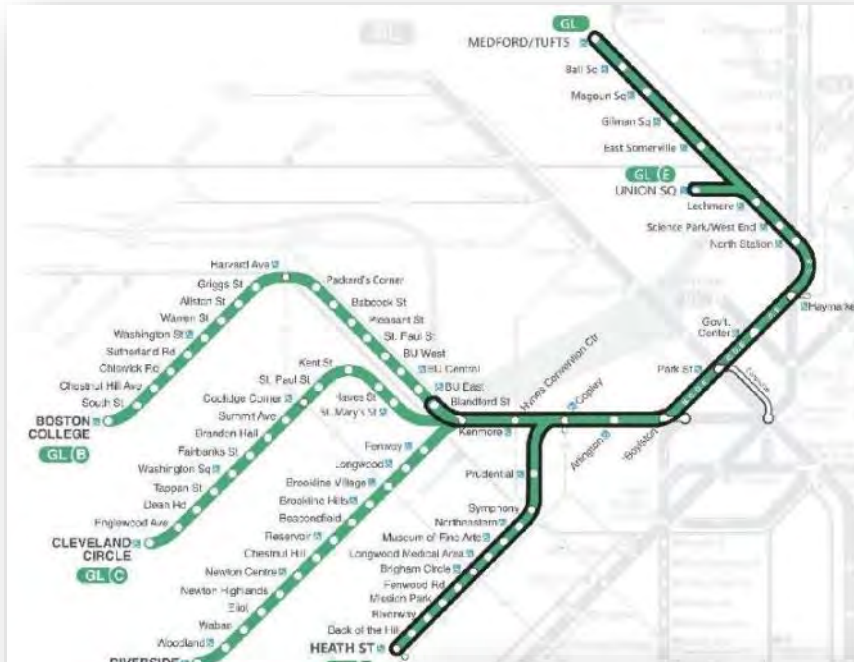 GL
MEDFORD/TUFTS
Ball Sq
Magoun Sq
Gilman Sq
East Somerville
GL E
UNION SQ
Lechmere
Science Park/West End
North Station
Haymarke
Gov't.
Center
Park St
Boylston
Arlington
Copley
Hynes Convention Ctr
Kenmore
Blandford St
BU East
BU Central
BU West
St. Paul St
Pleasant St
Babcock St
Packard's Corner
Harvard Ave
Griggs St
Allston St
Warren St
Washington St
Sutherland Rd
Chiswick Rd
Chestnut Hill Ave
South St
BOSTON
COLLEGE
GL B
Kent St
St. Paul St
Coolidge Corner
Hawes St
St. Mary's St
Summit Ave
Brandon Hall
Fairbanks St
Washington Sq
Tappan St
Dean Rd
Englewood Ave
CLEVELAND
CIRCLE
GL C
Fenway
Longwood
Brookline Village
Brookline Hills
Beaconsfield
Reservoir
Chestnut Hill
Newton Centre
Newton Highlands
Eliot
Waban
Woodland
RIVERSIDE
Prudential
Symphony
Northeastern
Museum of Fine Arts
Longwood Medical Area
Brigham Circle
Fenwood Rd
Mission Park
Riverway
Back of the Hill
HEATH ST